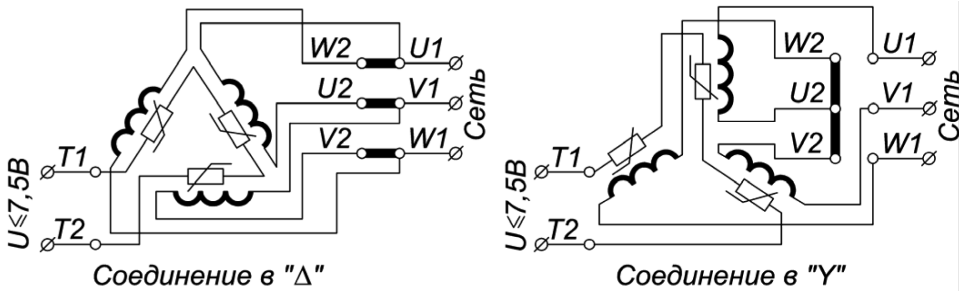 W2 U1
U2 V1
V2 W1
Сеть
T1
T2
U≤7,5В
Соединение в "Δ"
W2 U1
U2 V1
V2 W1
Сеть
T1
T2
U≤7,5В
Соединение в "Y"